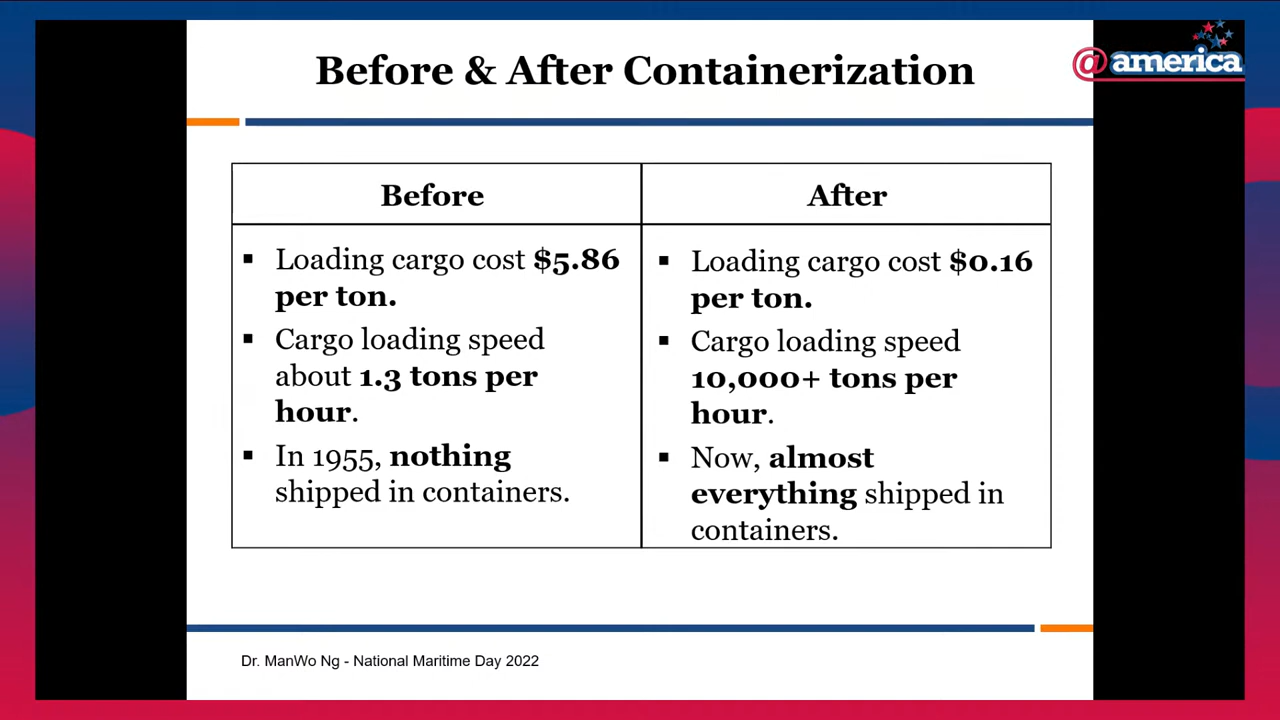 Before & After Containerization
@america
Before
After
▪ Loading cargo cost $5.86
per ton.
▪ Cargo loading speed
about 1.3 tons per
hour.
▪ In 1955, nothing
shipped in containers.
▪ Loading cargo cost $0.16
per ton.
▪ Cargo loading speed
10,000+ tons per
hour.
▪ Now, almost
everything shipped in
containers.
Dr. ManWo Ng - National Maritime Day 2022